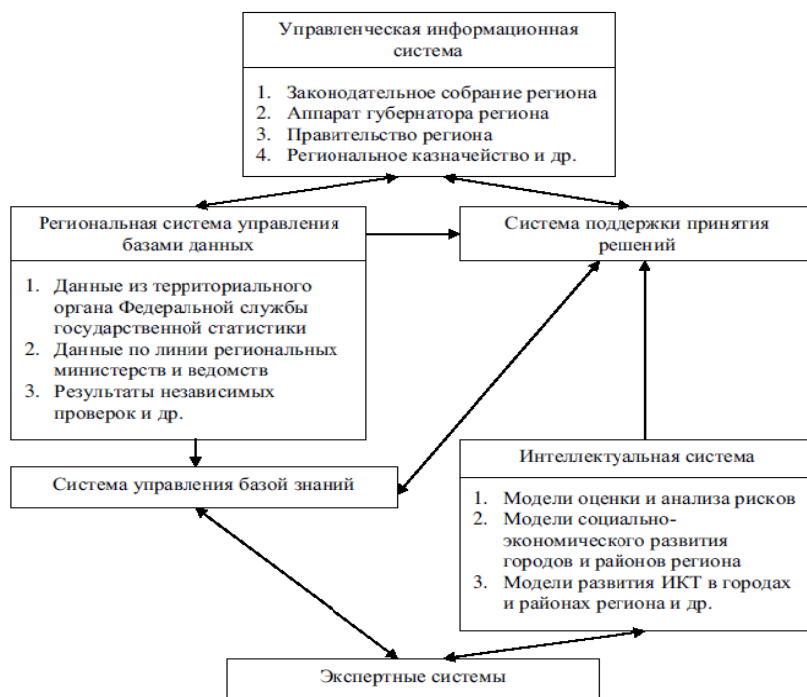 Управленческая информационная
система
1. Законодательное собрание региона
2. Аппарат губернатора региона
3. Правительство региона
4. Региональное казначейство и др.
Региональная система управления
базами данных
1. Данные из территориального
органа Федеральной службы
государственной статистики
2. Данные по линии региональных
министерств и ведомств
3. Результаты независимых
проверок и др.
Система поддержки принятия
решений
Система управления базой знаний
Интеллектуальная система
1. Модели оценки и анализа рисков
2. Модели социально-
экономического развития
городов и районов региона
3. Модели развития ИКТ в городах
и районах региона и др.
Экспертные системы